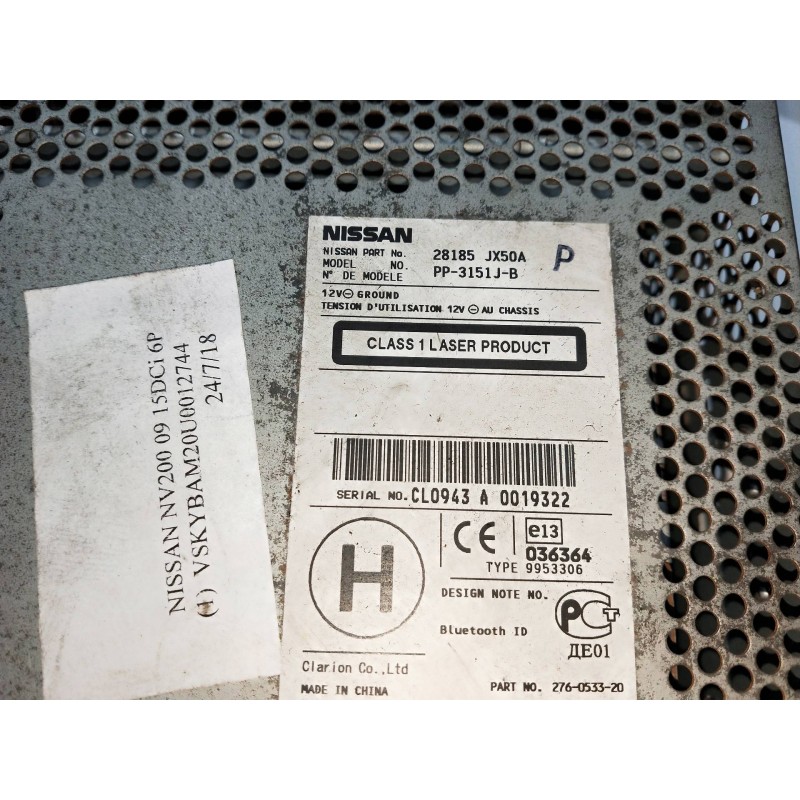 NISSAN NV200 09 15DCi 6P
(1) VSKYBAM20U0012744
24/7/18
NISSAN
NISSAN PART No. 28185 JX50A
P
MODEL NO. PP-3151J-B
N° DE MODELE
12V⊖GROUND
TENSION D'UTILISATION 12V ⊖ AU CHASSIS
CLASS 1 LASER PRODUCT
SERIAL NO. CL0943 A 0019322
H
CE
e13
036364
TYPE 9953306
DESIGN NOTE NO.
РСТ
Bluetooth ID
ДЕ01
Clarion Co.,Ltd
MADE IN CHINA
PART NO. 276-0533-20